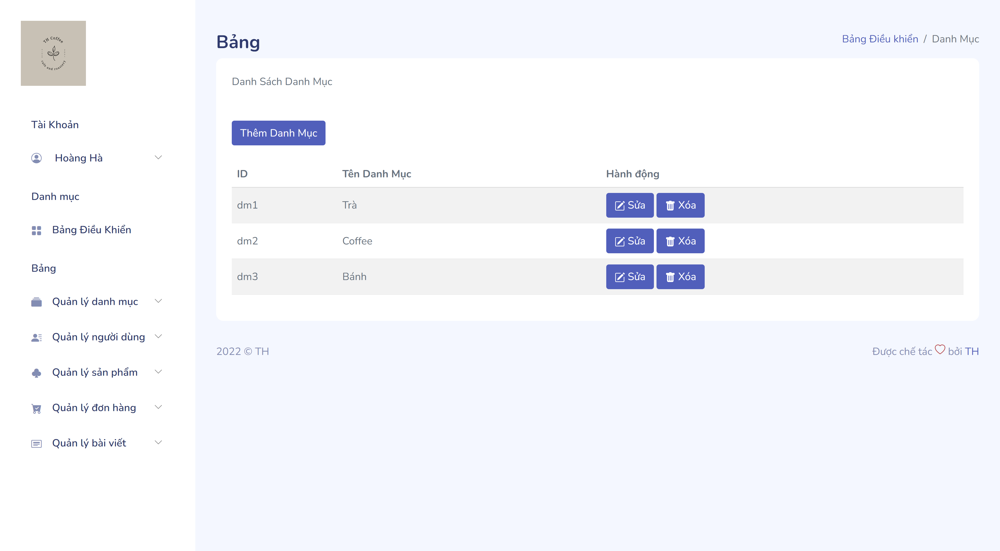 TH Coffee
cafe and roastery
Tài Khoản
Hoàng Hà
Danh mục
Bảng Điều Khiển
Bảng
Quản lý danh mục
Quản lý người dùng
Quản lý sản phẩm
Quản lý đơn hàng
Quản lý bài viết
Bảng
Bảng Điều khiển / Danh Mục
Danh Sách Danh Mục
Thêm Danh Mục
ID Tên Danh Mục Hành động
dm1 Trà Sửa Xóa
dm2 Coffee Sửa Xóa
dm3 Bánh Sửa Xóa
2022 © TH
Được chế tác bởi TH